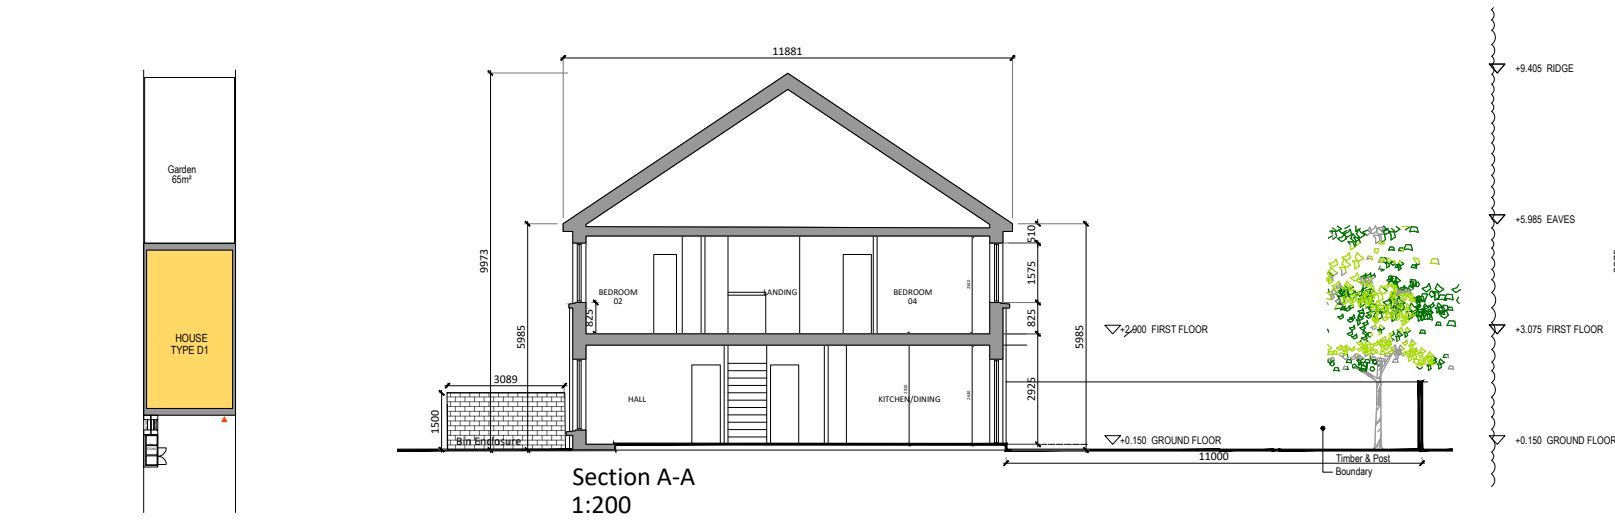 11881
+9.405 RIDGE
Garden
65m²
+5.985 EAVES
510
9973
1575
BEDROOM
02
LANDING
BEDROOM
04
825
825
5985
5985
+2.900 FIRST FLOOR
+3.075 FIRST FLOOR
HOUSE
TYPE D1
3089
2925
HALL
KITCHEN/DINING
1500
Bin Enclosure
+0.150 GROUND FLOOR
+0.150 GROUND FLOOR
11000
Timber & Post
Boundary
Section A-A
1:200